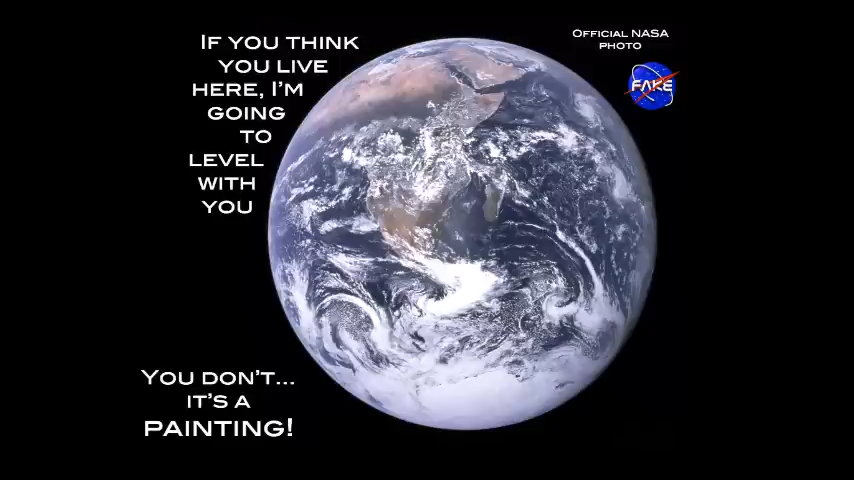 IF YOU THINK
YOU LIVE
HERE, I'M
GOING
TO
LEVEL
WITH
YOU
OFFICIAL NASA
PHOTO
FAKE
YOU DON'T...
IT'S A
PAINTING!